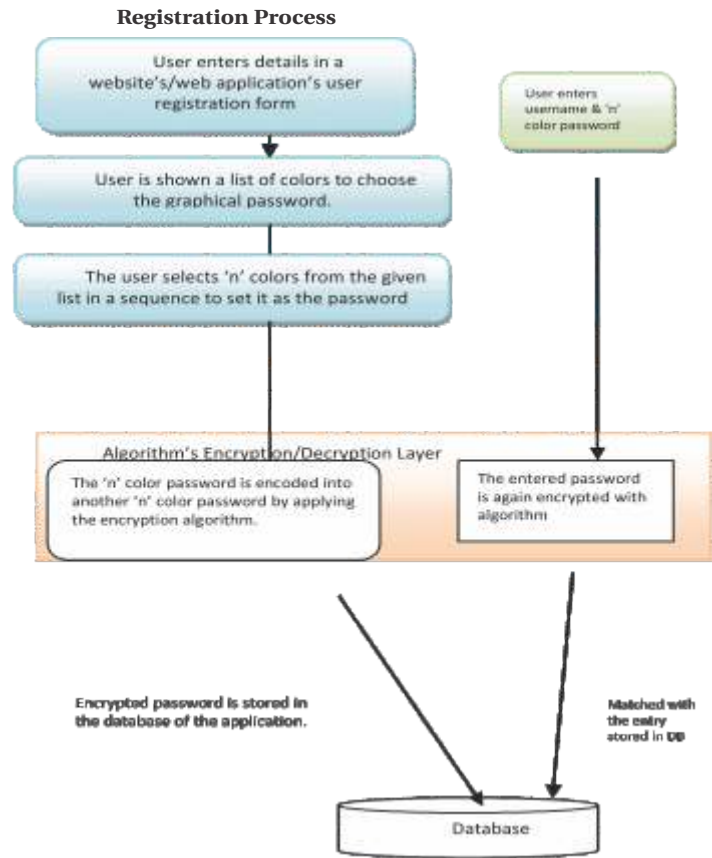 Registration Process
User enters details in a
website's/web application's user
registration form
User enters
username & 'n'
color password
User is shown a list of colors to choose
the graphical password.
The user selects 'n' colors from the given
list in a sequence to set it as the password
Algorithm's Encryption/Decryption Layer
The 'n' color password is encoded into
another 'n' color password by applying
the encryption algorithm.
The entered password
is again encrypted with
algorithm
Encrypted password is stored in
the database of the application.
Matched with
the entry
stored in DB
Database